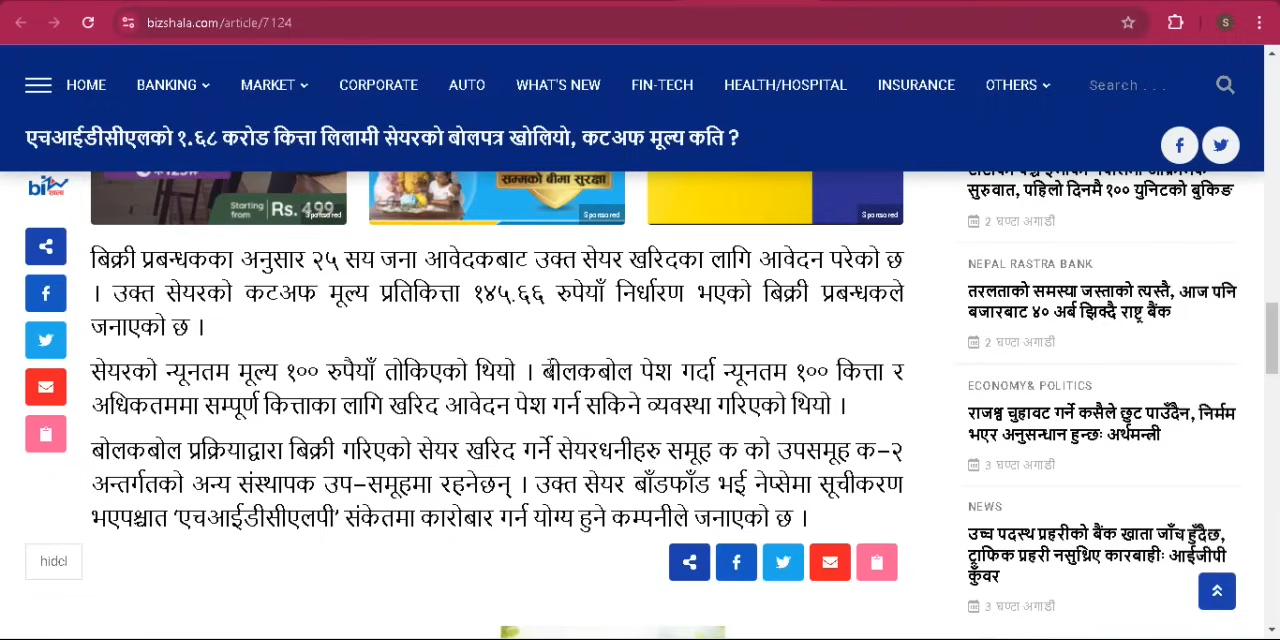 bizshala.com/article/7124
S
HOME BANKING MARKET CORPORATE AUTO WHAT'S NEW FIN-TECH HEALTH/HOSPITAL INSURANCE OTHERS Search . . .
एचआईडीसीएलको १.६८ करोड कित्ता लिलामी सेयरको बोलपत्र खोलियो, कटअफ मूल्य कति ?
Starting from Rs. 499
Sponsored
सम्मको बीमा सुरक्षा
Sponsored
Sponsored
बिक्री प्रबन्धकका अनुसार २५ सय जना आवेदकबाट उक्त सेयर खरिदका लागि आवेदन परेको छ
। उक्त सेयरको कटअफ मूल्य प्रतिकित्ता १४५.६६ रुपेयाँ निर्धारण भएको बिक्री प्रबन्धकले
जनाएको छ ।
सेयरको न्यूनतम मूल्य १०० रुपैयाँ तोकिएको थियो । बोलकबोल पेश गर्दा न्यूनतम १०० कित्ता र
अधिकतममा सम्पूर्ण कित्ताका लागि खरिद आवेदन पेश गर्न सकिने व्यवस्था गरिएको थियो ।
बोलकबोल प्रक्रियाद्वारा बिक्री गरिएको सेयर खरिद गर्ने सेयरधनीहरु समूह क को उपसमूह क–२
अन्तर्गतको अन्य संस्थापक उप–समूहमा रहनेछन् । उक्त सेयर बाँडफाँड भई नेप्सेमा सूचीकरण
भएपश्चात ‘एचआईडीसीएलपी’ संकेतमा कारोबार गर्न योग्य हुने कम्पनीले जनाएको छ ।
hidcl
सुरुवात, पहिलो दिनमै १०० युनिटको बुकिङ
2 घण्टा अगाडी
NEPAL RASTRA BANK
तरलताको समस्या जस्ताको त्यस्तै, आज पनि
बजारबाट ४० अर्ब झिक्दै राष्ट्र बैंक
2 घण्टा अगाडी
ECONOMY& POLITICS
राजश्व चुहावट गर्ने कसैले छुट पाउँदैन, निर्मम
भएर अनुसन्धान हुन्छः अर्थमन्त्री
3 घण्टा अगाडी
NEWS
उच्च पदस्थ प्रहरीको बैंक खाता जाँच हुँदैछ,
ट्राफिक प्रहरी नसुध्रिए कारबाहीः आईजीपी
कुँवर
3 घण्टा अगाडी